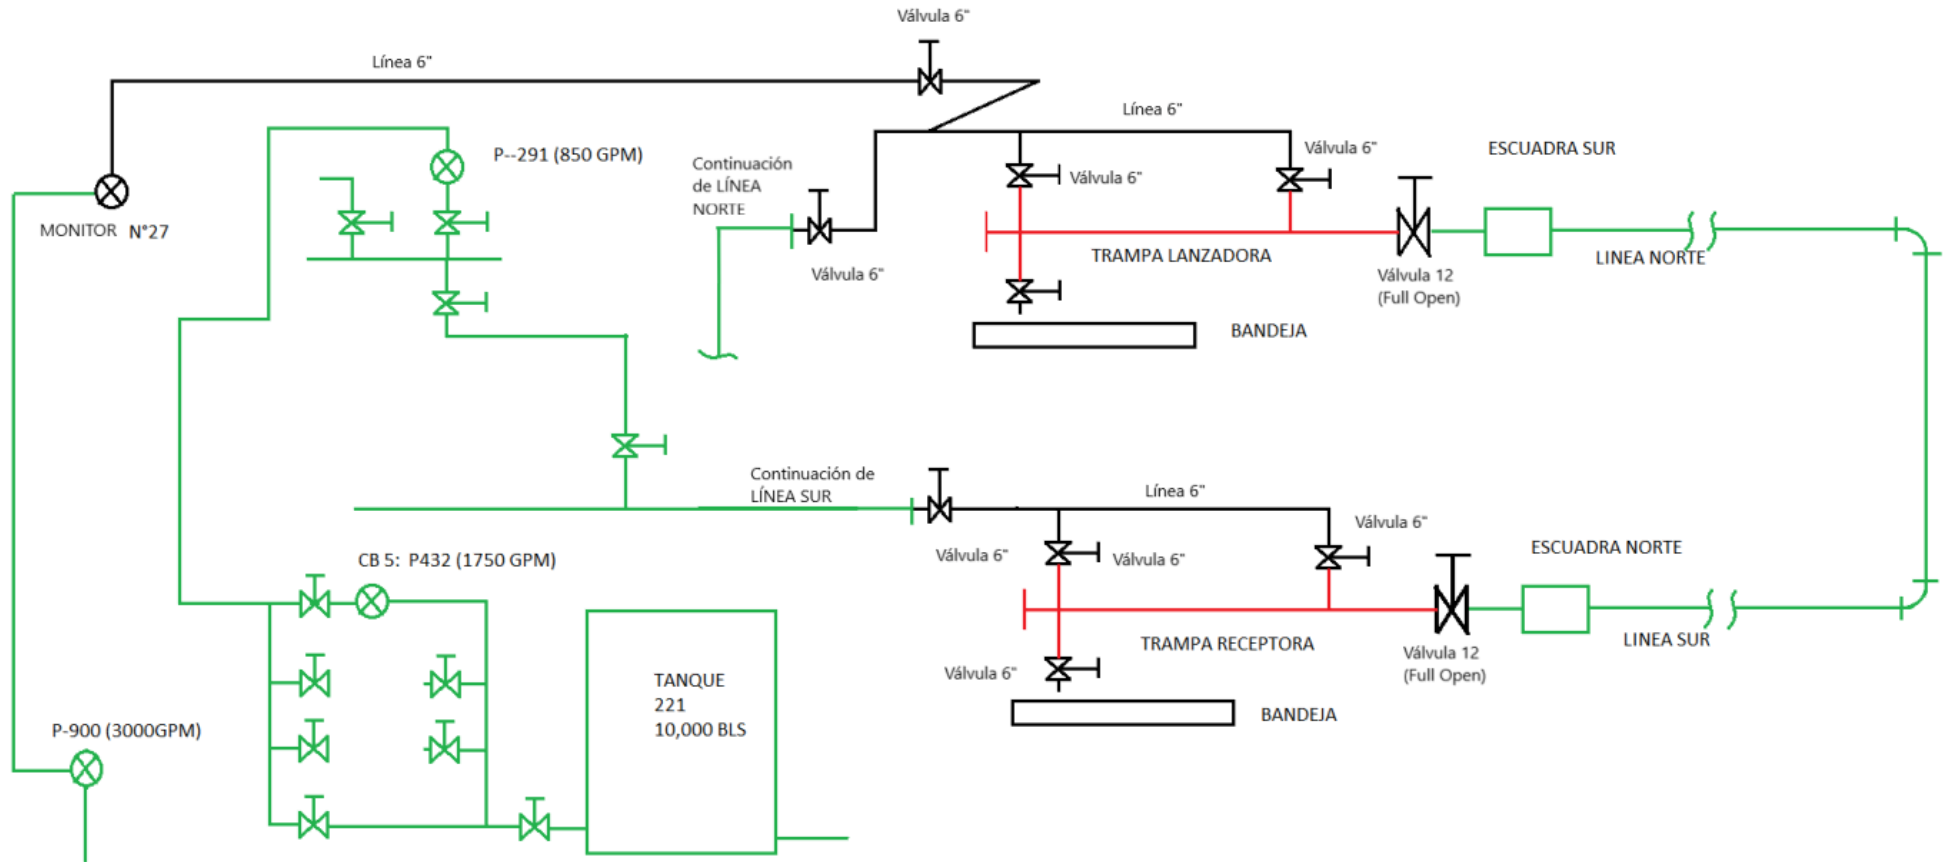 Válvula 6"
Línea 6"
Línea 6"
P--291 (850 GPM)
Válvula 6"
ESCUADRA SUR
Continuación
de LÍNEA
NORTE
Válvula 6"
MONITOR N°27
TRAMPA LANZADORA
LINEA NORTE
Válvula 6"
Válvula 12
(Full Open)
BANDEJA
Continuación de
LÍNEA SUR
Línea 6"
Válvula 6"
CB 5: P432 (1750 GPM)
Válvula 6"
Válvula 6"
ESCUADRA NORTE
TRAMPA RECEPTORA
LINEA SUR
Válvula 6"
Válvula 12
(Full Open)
TANQUE
221
10,000 BLS
BANDEJA
P-900 (3000GPM)